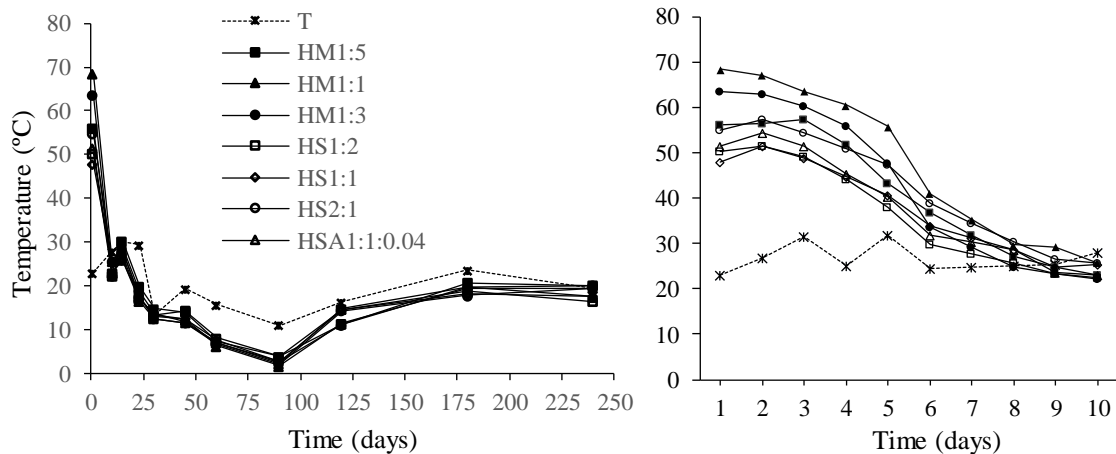 80
70
60
50
40
30
20
10
0
Temperature (ºC)
0 25 50 75 100 125 150 175 200 225 250
Time (days)
T
HM1:5
HM1:1
HM1:3
HS1:2
HS1:1
HS2:1
HSA1:1:0.04
80
70
60
50
40
30
20
10
0
1 2 3 4 5 6 7 8 9 10
Time (days)